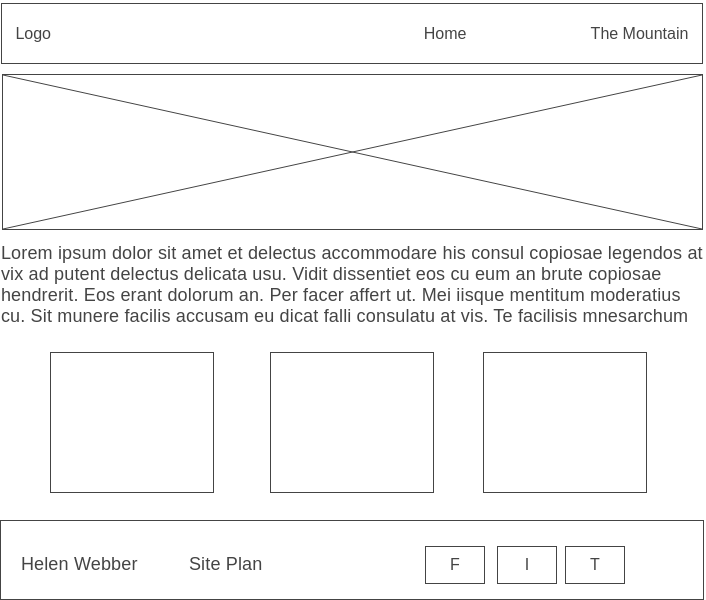 Logo Home The Mountain
Lorem ipsum dolor sit amet et delectus accommodare his consul copiosae legendos at
vix ad putent delectus delicata usu. Vidit dissentiet eos cu eum an brute copiosae
hendrerit. Eos erant dolorum an. Per facer affert ut. Mei iisque mentitum moderatius
cu. Sit munere facilis accusam eu dicat falli consulatu at vis. Te facilisis mnesarchum
Helen Webber Site Plan F I T